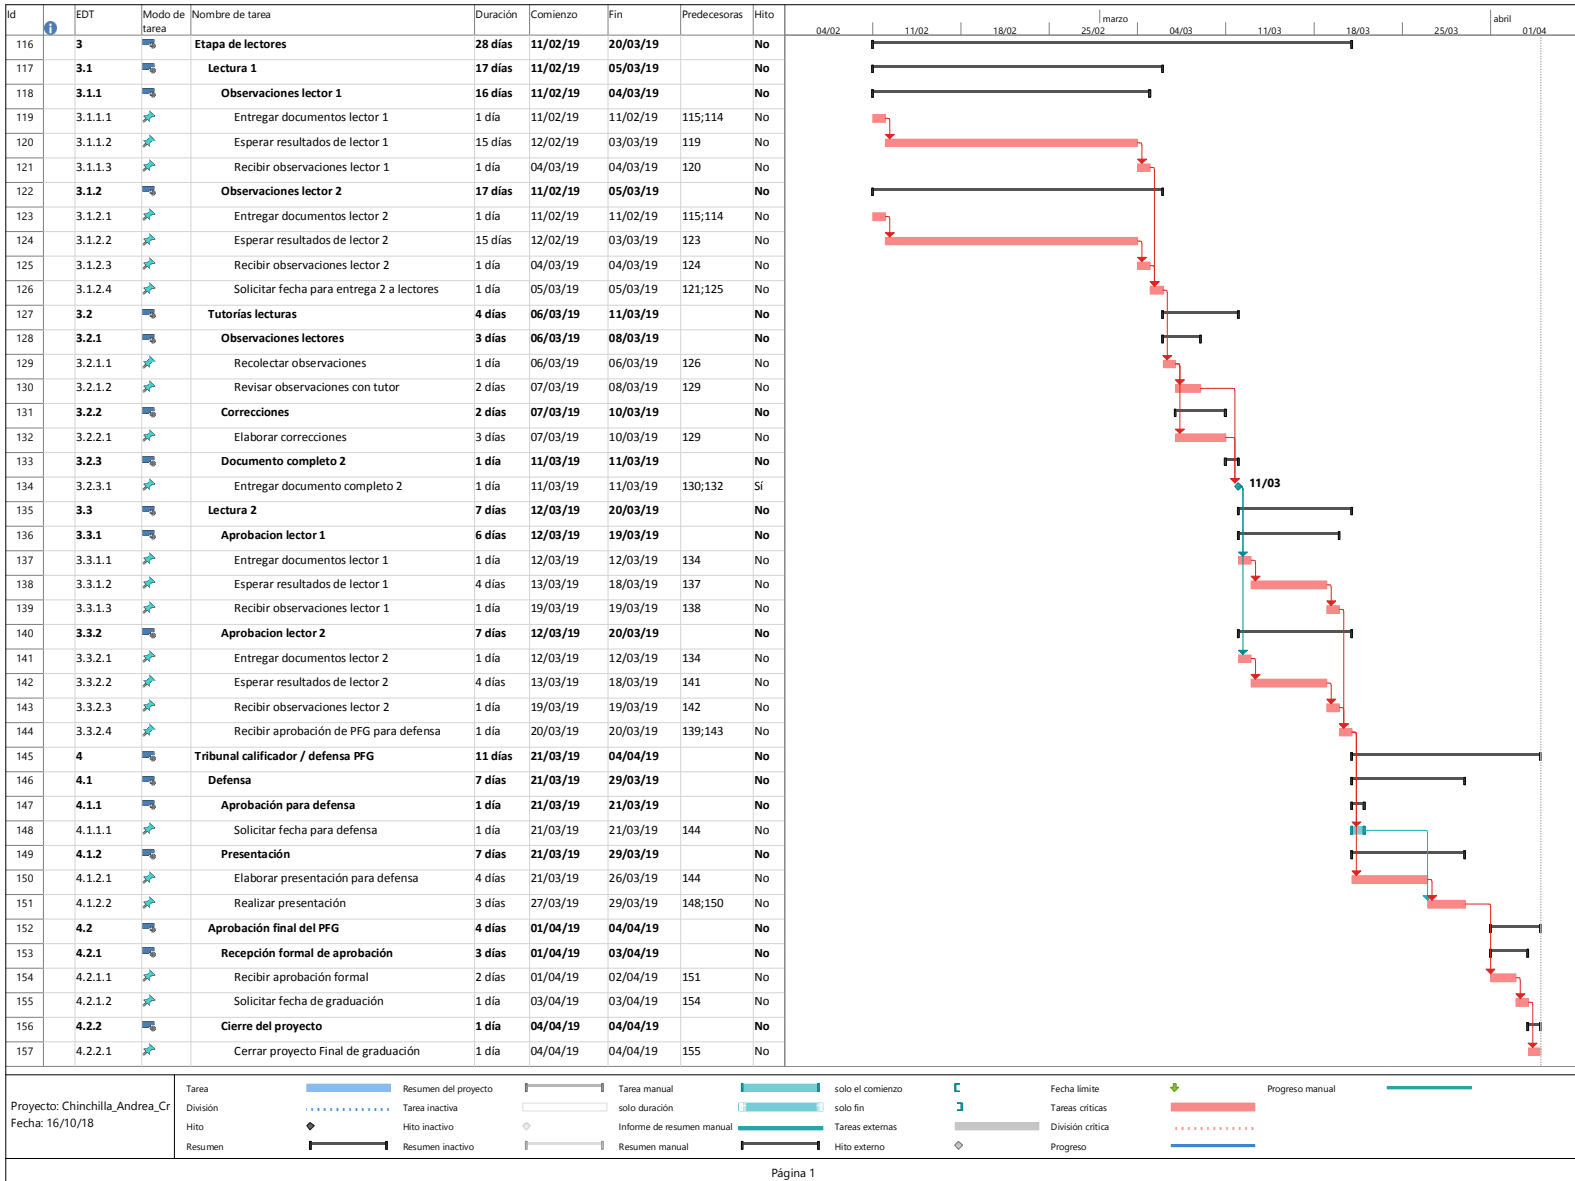 Id EDT Modo de tarea Nombre de tarea Duración Comienzo Fin Predecesoras Hito
marzo abril
04/02 11/02 18/02 25/02 04/03 11/03 18/03 25/03 01/04
116 3 Etapa de lectores 28 días 11/02/19 20/03/19 No
117 3.1 Lectura 1 17 días 11/02/19 05/03/19 No
118 3.1.1 Observaciones lector 1 16 días 11/02/19 04/03/19 No
119 3.1.1.1 Entregar documentos lector 1 1 día 11/02/19 11/02/19 115;114 No
120 3.1.1.2 Esperar resultados de lector 1 15 días 12/02/19 03/03/19 119 No
121 3.1.1.3 Recibir observaciones lector 1 1 día 04/03/19 04/03/19 120 No
122 3.1.2 Observaciones lector 2 17 días 11/02/19 05/03/19 No
123 3.1.2.1 Entregar documentos lector 2 1 día 11/02/19 11/02/19 115;114 No
124 3.1.2.2 Esperar resultados de lector 2 15 días 12/02/19 03/03/19 123 No
125 3.1.2.3 Recibir observaciones lector 2 1 día 04/03/19 04/03/19 124 No
126 3.1.2.4 Solicitar fecha para entrega 2 a lectores 1 día 05/03/19 05/03/19 121;125 No
127 3.2 Tutorías lecturas 4 días 06/03/19 11/03/19 No
128 3.2.1 Observaciones lectores 3 días 06/03/19 08/03/19 No
129 3.2.1.1 Recolectar observaciones 1 día 06/03/19 06/03/19 126 No
130 3.2.1.2 Revisar observaciones con tutor 2 días 07/03/19 08/03/19 129 No
131 3.2.2 Correcciones 2 días 07/03/19 10/03/19 No
132 3.2.2.1 Elaborar correcciones 3 días 07/03/19 10/03/19 129 No
133 3.2.3 Documento completo 2 1 día 11/03/19 11/03/19 No
134 3.2.3.1 Entregar documento completo 2 1 día 11/03/19 11/03/19 130;132 Sí 11/03
135 3.3 Lectura 2 7 días 12/03/19 20/03/19 No
136 3.3.1 Aprobacion lector 1 6 días 12/03/19 19/03/19 No
137 3.3.1.1 Entregar documentos lector 1 1 día 12/03/19 12/03/19 134 No
138 3.3.1.2 Esperar resultados de lector 1 4 días 13/03/19 18/03/19 137 No
139 3.3.1.3 Recibir observaciones lector 1 1 día 19/03/19 19/03/19 138 No
140 3.3.2 Aprobacion lector 2 7 días 12/03/19 20/03/19 No
141 3.3.2.1 Entregar documentos lector 2 1 día 12/03/19 12/03/19 134 No
142 3.3.2.2 Esperar resultados de lector 2 4 días 13/03/19 18/03/19 141 No
143 3.3.2.3 Recibir observaciones lector 2 1 día 19/03/19 19/03/19 142 No
144 3.3.2.4 Recibir aprobación de PFG para defensa 1 día 20/03/19 20/03/19 139;143 No
145 4 Tribunal calificador / defensa PFG 11 días 21/03/19 04/04/19 No
146 4.1 Defensa 7 días 21/03/19 29/03/19 No
147 4.1.1 Aprobación para defensa 1 día 21/03/19 21/03/19 No
148 4.1.1.1 Solicitar fecha para defensa 1 día 21/03/19 21/03/19 144 No
149 4.1.2 Presentación 7 días 21/03/19 29/03/19 No
150 4.1.2.1 Elaborar presentación para defensa 4 días 21/03/19 26/03/19 144 No
151 4.1.2.2 Realizar presentación 3 días 27/03/19 29/03/19 148;150 No
152 4.2 Aprobación final del PFG 4 días 01/04/19 04/04/19 No
153 4.2.1 Recepción formal de aprobación 3 días 01/04/19 03/04/19 No
154 4.2.1.1 Recibir aprobación formal 2 días 01/04/19 02/04/19 151 No
155 4.2.1.2 Solicitar fecha de graduación 1 día 03/04/19 03/04/19 154 No
156 4.2.2 Cierre del proyecto 1 día 04/04/19 04/04/19 No
157 4.2.2.1 Cerrar proyecto Final de graduación 1 día 04/04/19 04/04/19 155 No
Proyecto: Chinchilla_Andrea_Cr
Fecha: 16/10/18
Tarea Resumen del proyecto Tarea manual solo el comienzo Fecha límite Progreso manual
División Tarea inactiva solo duración solo fin Tareas críticas
Hito Hito inactivo Informe de resumen manual Tareas externas División crítica
Resumen Resumen inactivo Resumen manual Hito externo Progreso
Página 1